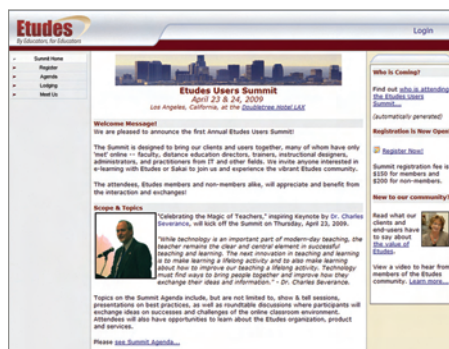 Etudes
By Educators, for Educators
Login
Summit Home
Register
Agenda
Lodging
Meet Us
Etudes Users Summit
April 23 & 24, 2009
Los Angeles, California, at the Doubletree Hotel LAX
Welcome Message!
We are pleased to announce the first Annual Etudes Users Summit!
The Summit is designed to bring our clients and users together, many of whom have only
'met' online -- faculty, distance education directors, trainers, instructional designers,
administrators, and practitioners from IT and other fields. We invite anyone interested in
e-learning with Etudes or Sakai to join us and experience the vibrant Etudes community.
The attendees, Etudes members and non-members alike, will appreciate and benefit from
the interaction and exchanges!
Scope & Topics
"Celebrating the Magic of Teachers," inspiring Keynote by Dr. Charles
Severance, will kick off the Summit on Thursday, April 23, 2009.
"While technology is an important part of modern-day teaching, the
teacher remains the clear and central element in successful
teaching and learning. The next innovation in teaching and learning
is to make learning a lifelong activity and to also make learning
about how to improve our teaching a lifelong activity. Technology
must find ways to bring people together and improve how they
exchange their ideas and information." - Dr. Charles Severance.
Topics on the Summit Agenda include, but are not limited to, show & tell sessions,
presentations on best practices, as well as roundtable discussions where participants will
exchange ideas on successes and challenges of the online classroom environment.
Attendees will also have opportunities to learn about the Etudes organization, product
and services.
Please see Summit Agenda...
Who is Coming?
Find out who is attending
the Etudes Users
Summit...
(automatically generated)
Registration is Now Open!
Register Now!
Summit registration fee is
$150 for members and
$200 for non-members.
New to our community?
Read what our
clients and
end-users have
to say about
the value of
Etudes.
View a video to hear from
members of the Etudes
community. Learn more...